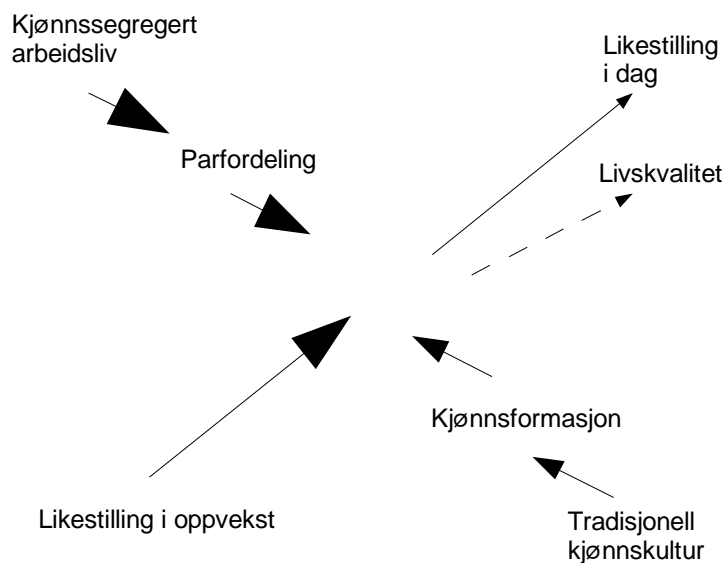 Kjønnssegregert
arbeidsliv
Likestilling
i dag
Parfordeling
Livskvalitet
Kjønnsformasjon
Likestilling i oppvekst
Tradisjonell
kjønnskultur